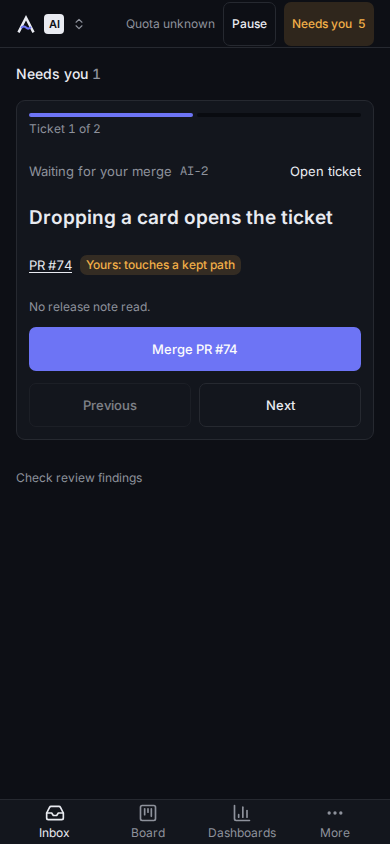 AI
Quota unknown
Pause
Needs you 5
Needs you 1
Ticket 1 of 2
Waiting for your merge AI-2
Open ticket
Dropping a card opens the ticket
PR #74
Yours: touches a kept path
No release note read.
Merge PR #74
Previous
Next
Check review findings
Inbox
Board
Dashboards
More